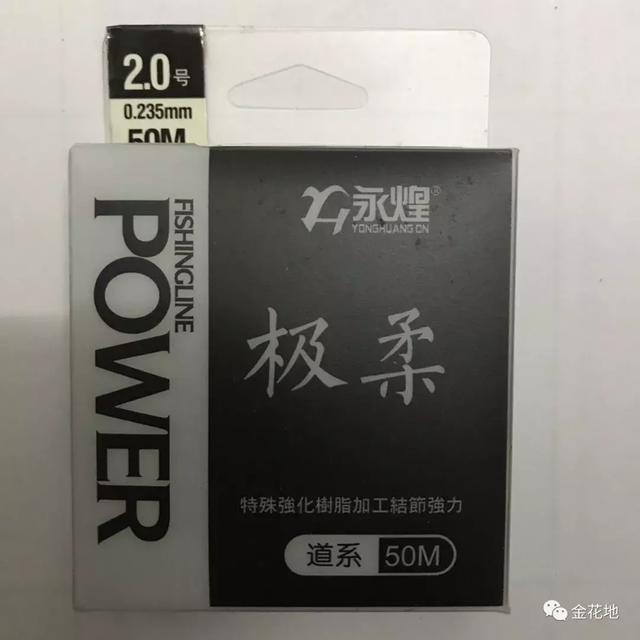 2.0号
0.235mm
50M
FISHINGLINE
POWER
永煌®
YONGHUANG.CN
极柔
特殊強化樹脂加工結節強力
道系 50M
金花地